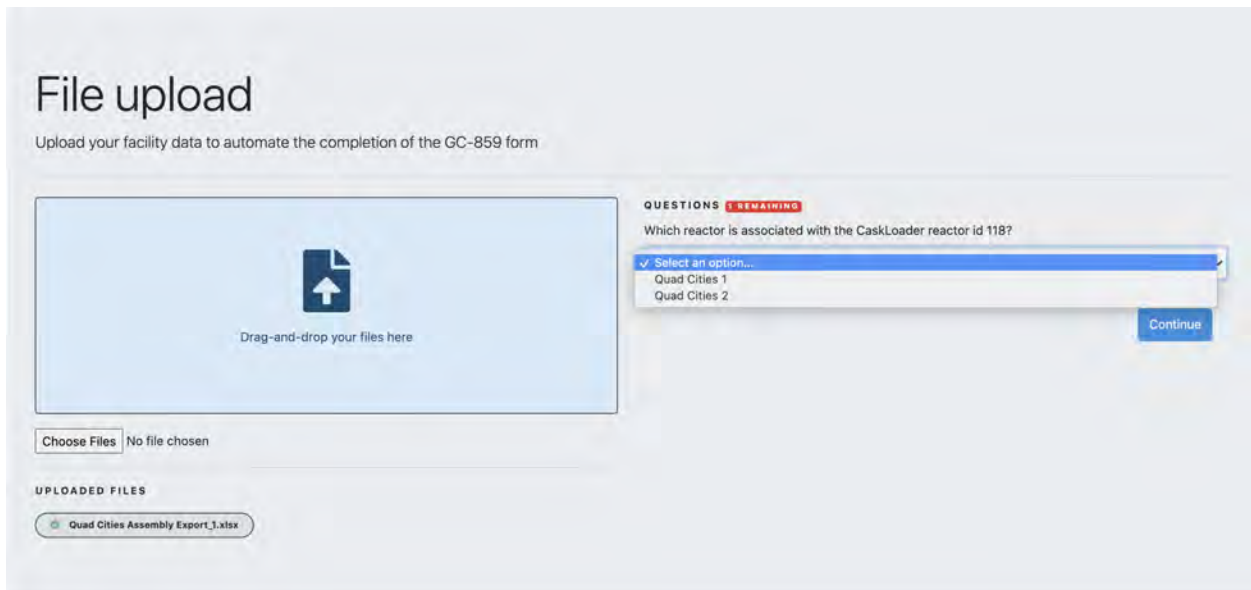 File upload
Upload your facility data to automate the completion of the GC-859 form
Drag-and-drop your files here
Choose Files No file chosen
UPLOADED FILES
Quad Cities Assembly Export_1.xlsx
QUESTIONS 1 REMAINING
Which reactor is associated with the CaskLoader reactor id 118?
✓ Select an option...
Quad Cities 1
Quad Cities 2
Continue